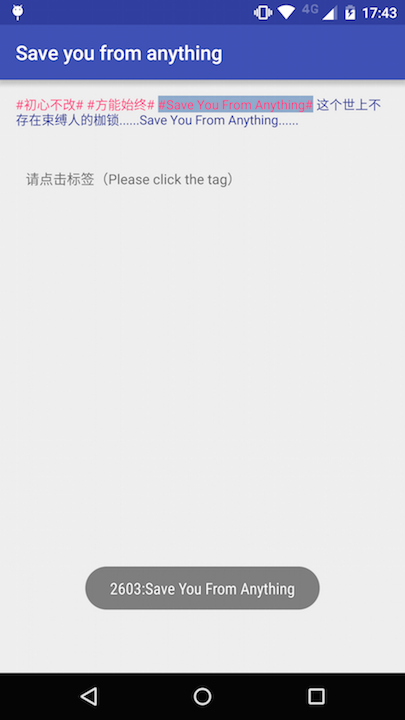 4G 17:43
Save you from anything
#初心不改# #方能始终# #Save You From Anything# 这个世上不
存在束缚人的枷锁......Save You From Anything......
请点击标签（Please click the tag）
2603:Save You From Anything